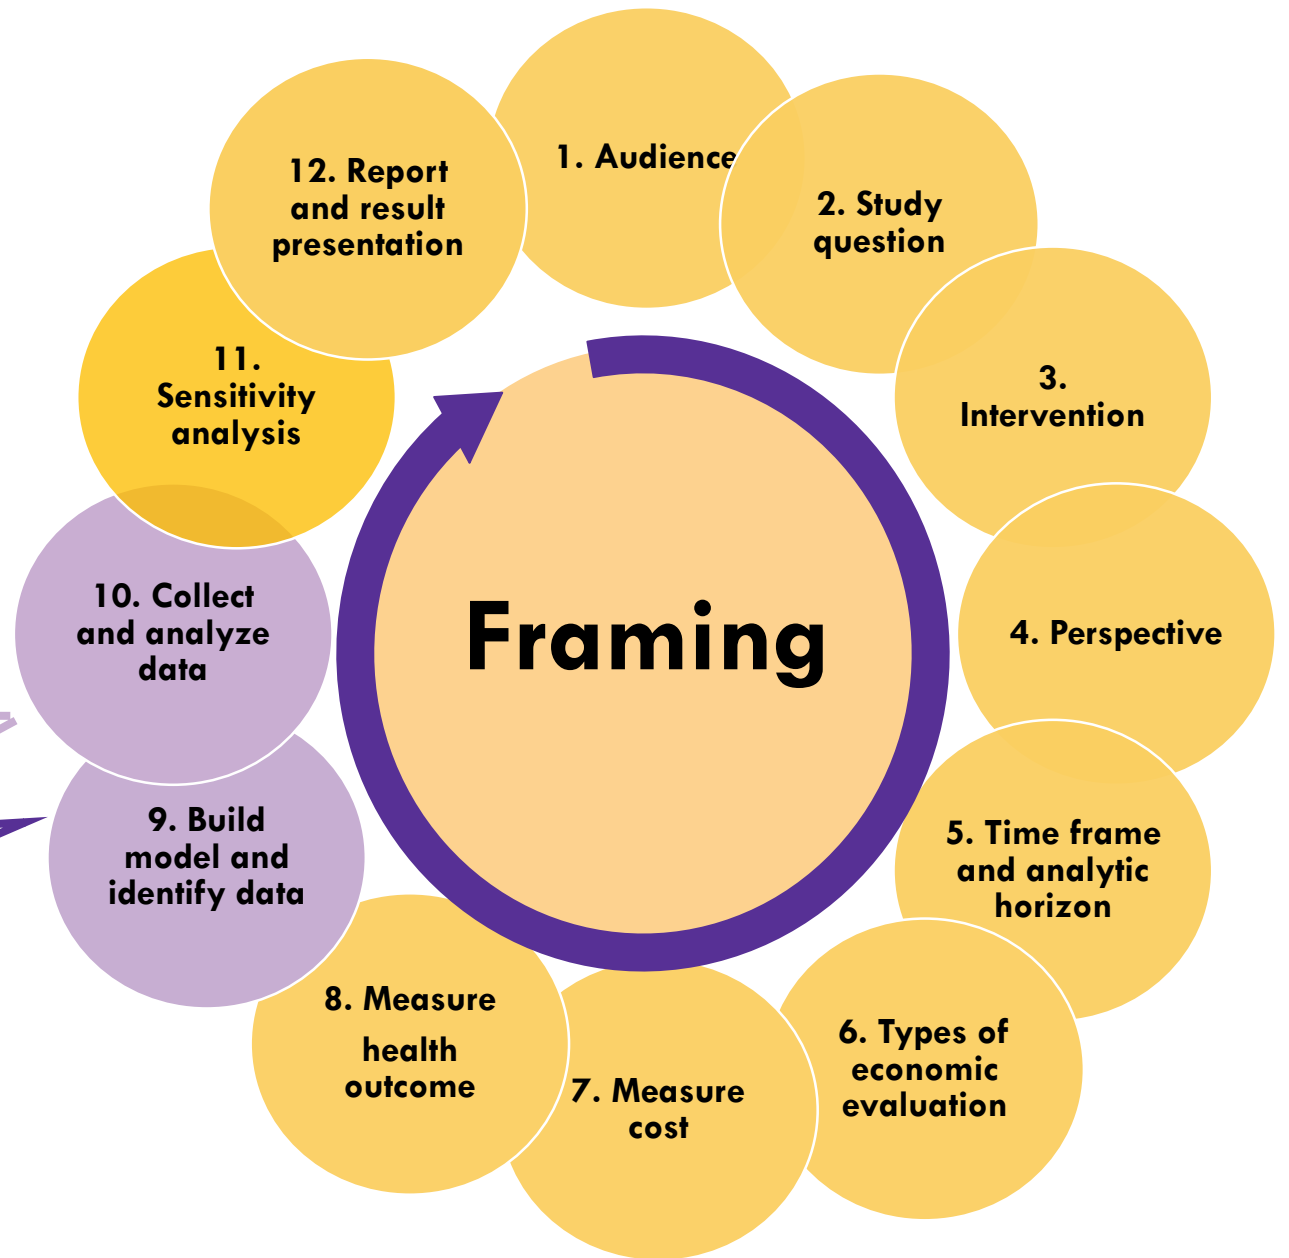 1. Audience
2. Study
question
3.
Intervention
4. Perspective
5. Time frame
and analytic
horizon
6. Types of
economic
evaluation
7. Measure
cost
8. Measure
health
outcome
9. Build
model and
identify data
10. Collect
and analyze
data
11.
Sensitivity
analysis
12. Report
and result
presentation
Framing